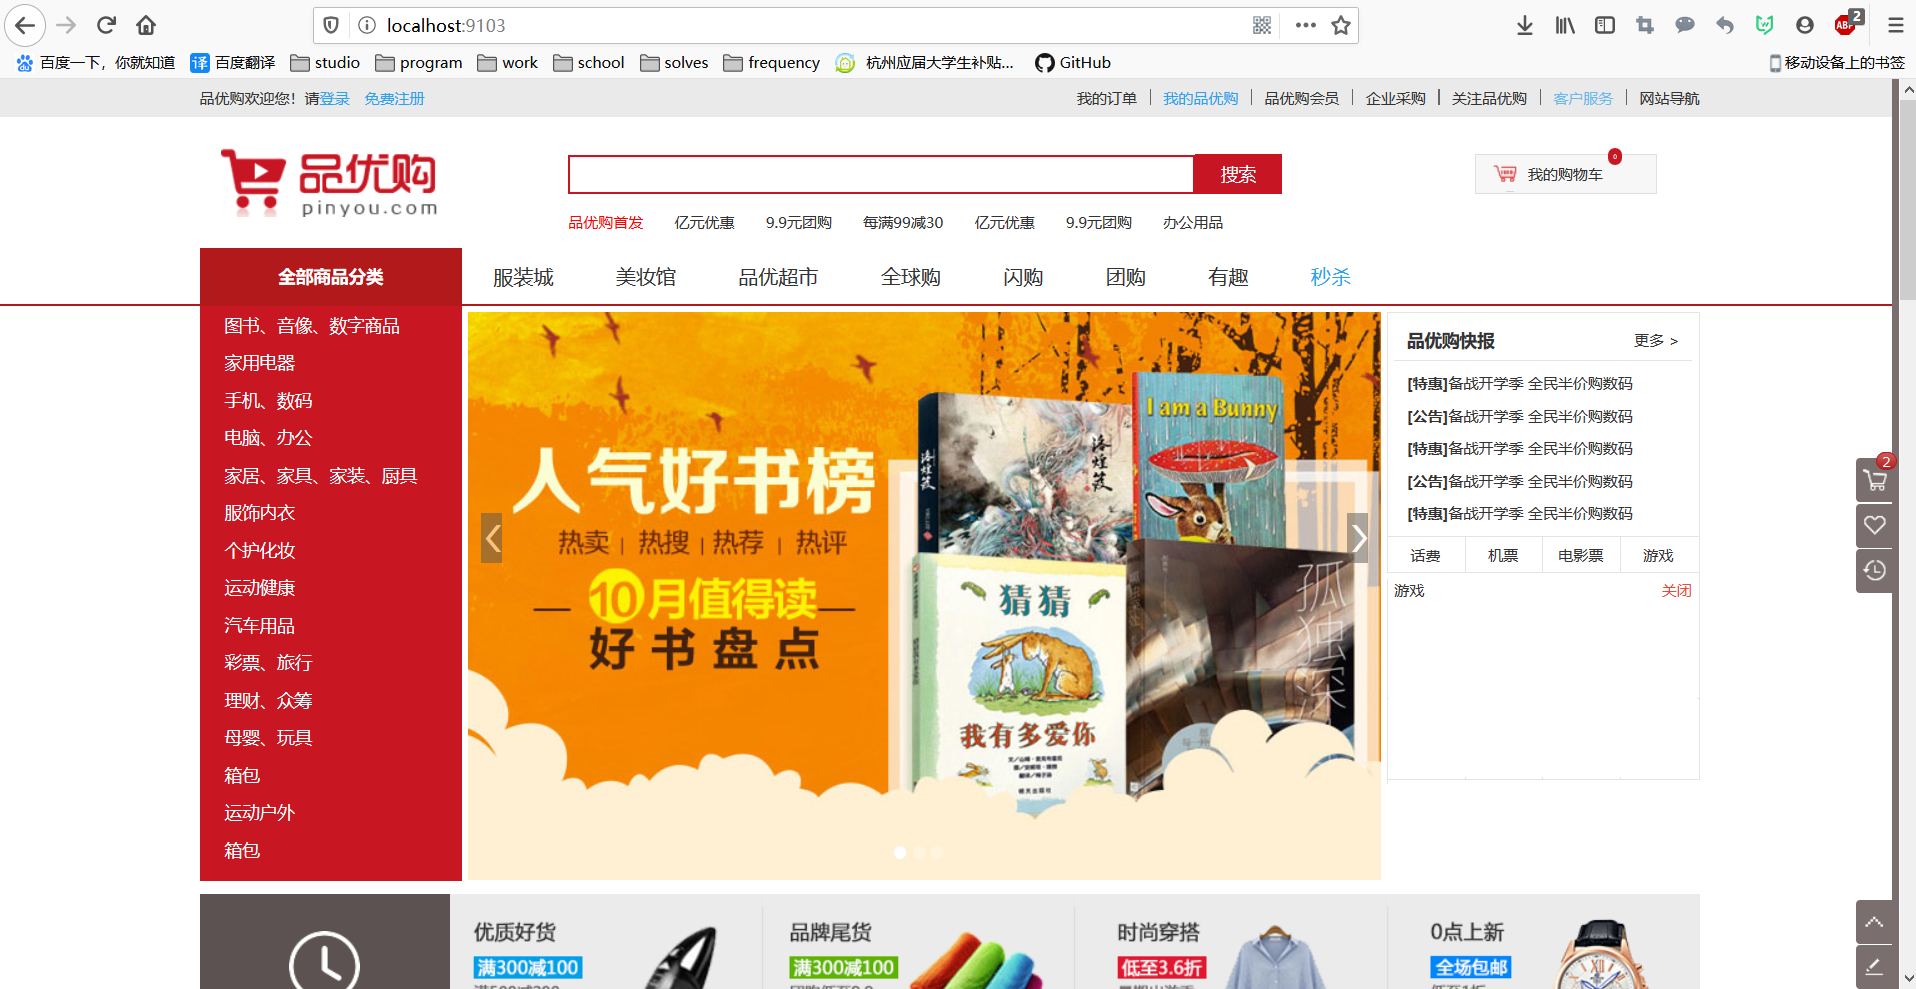 localhost:9103
2
百度一下，你就知道 译 百度翻译 studio program work school solves frequency 杭州应届大学生补贴... GitHub 移动设备上的书签
品优购欢迎您！请登录 免费注册 我的订单 我的品优购 品优购会员 企业采购 关注品优购 客户服务 网站导航
品优购
pinyou.com
搜索
0
我的购物车
品优购首发 亿元优惠 9.9元团购 每满99减30 亿元优惠 9.9元团购 办公用品
全部商品分类 服装城 美妆馆 品优超市 全球购 闪购 团购 有趣 秒杀
图书、音像、数字商品
家用电器
手机、数码
电脑、办公
家居、家具、家装、厨具
服饰内衣
个护化妆
运动健康
汽车用品
彩票、旅行
理财、众筹
母婴、玩具
箱包
运动户外
箱包
人气好书榜
热卖 | 热搜 | 热荐 | 热评
10月值得读
好书盘点
洛煌笈
洛煌笈
I am a Bunny
猜猜
我有多爱你
明天出版社
孤独深
品优购快报 更多 >
[特惠]备战开学季 全民半价购数码
[公告]备战开学季 全民半价购数码
[特惠]备战开学季 全民半价购数码
[公告]备战开学季 全民半价购数码
[特惠]备战开学季 全民半价购数码
话费 机票 电影票 游戏
游戏 关闭
2
优质好货 品牌尾货 时尚穿搭 0点上新
满300减100 满300减100 低至3.6折 全场包邮